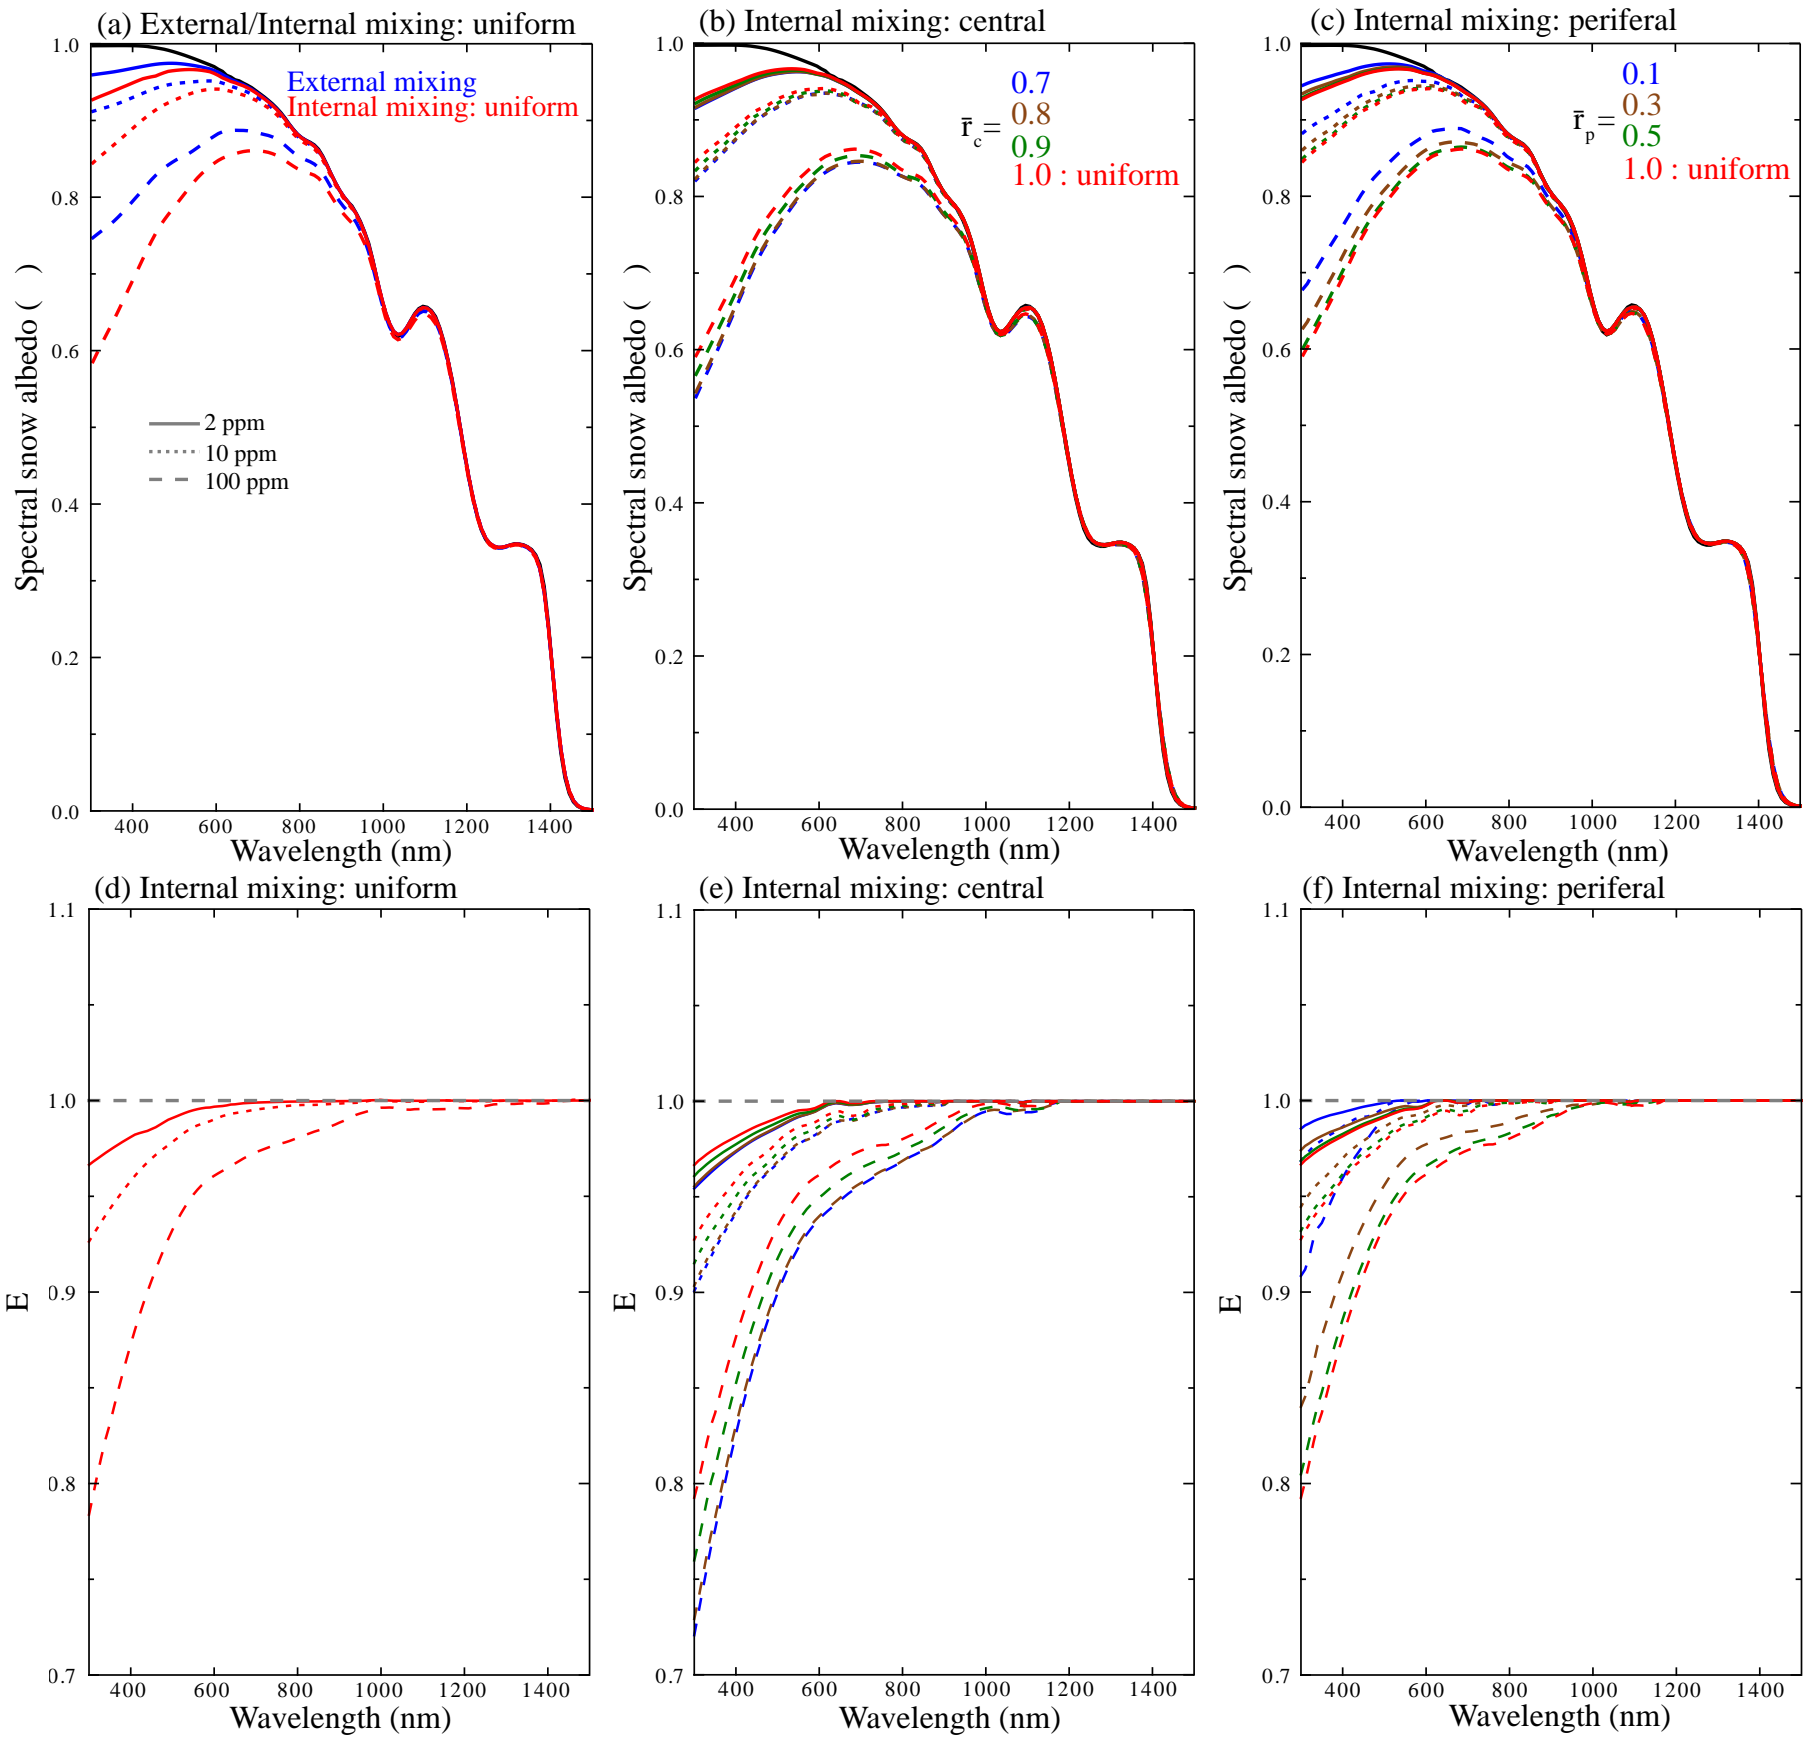 (a) External/Internal mixing: uniform
External mixing
Internal mixing: uniform
2 ppm
10 ppm
100 ppm
Spectral snow albedo ( )
1.0
0.8
0.6
0.4
0.2
0.0
400 600 800 1000 1200 1400
Wavelength (nm)
(b) Internal mixing: central
r̄c=
0.7
0.8
0.9
1.0 : uniform
Spectral snow albedo ( )
1.0
0.8
0.6
0.4
0.2
0.0
400 600 800 1000 1200 1400
Wavelength (nm)
(c) Internal mixing: periferal
r̄p=
0.1
0.3
0.5
1.0 : uniform
Spectral snow albedo ( )
1.0
0.8
0.6
0.4
0.2
0.0
400 600 800 1000 1200 1400
Wavelength (nm)
(d) Internal mixing: uniform
E
1.1
1.0
0.9
0.8
0.7
400 600 800 1000 1200 1400
Wavelength (nm)
(e) Internal mixing: central
E
1.1
1.0
0.9
0.8
0.7
400 600 800 1000 1200 1400
Wavelength (nm)
(f) Internal mixing: periferal
E
1.1
1.0
0.9
0.8
0.7
400 600 800 1000 1200 1400
Wavelength (nm)